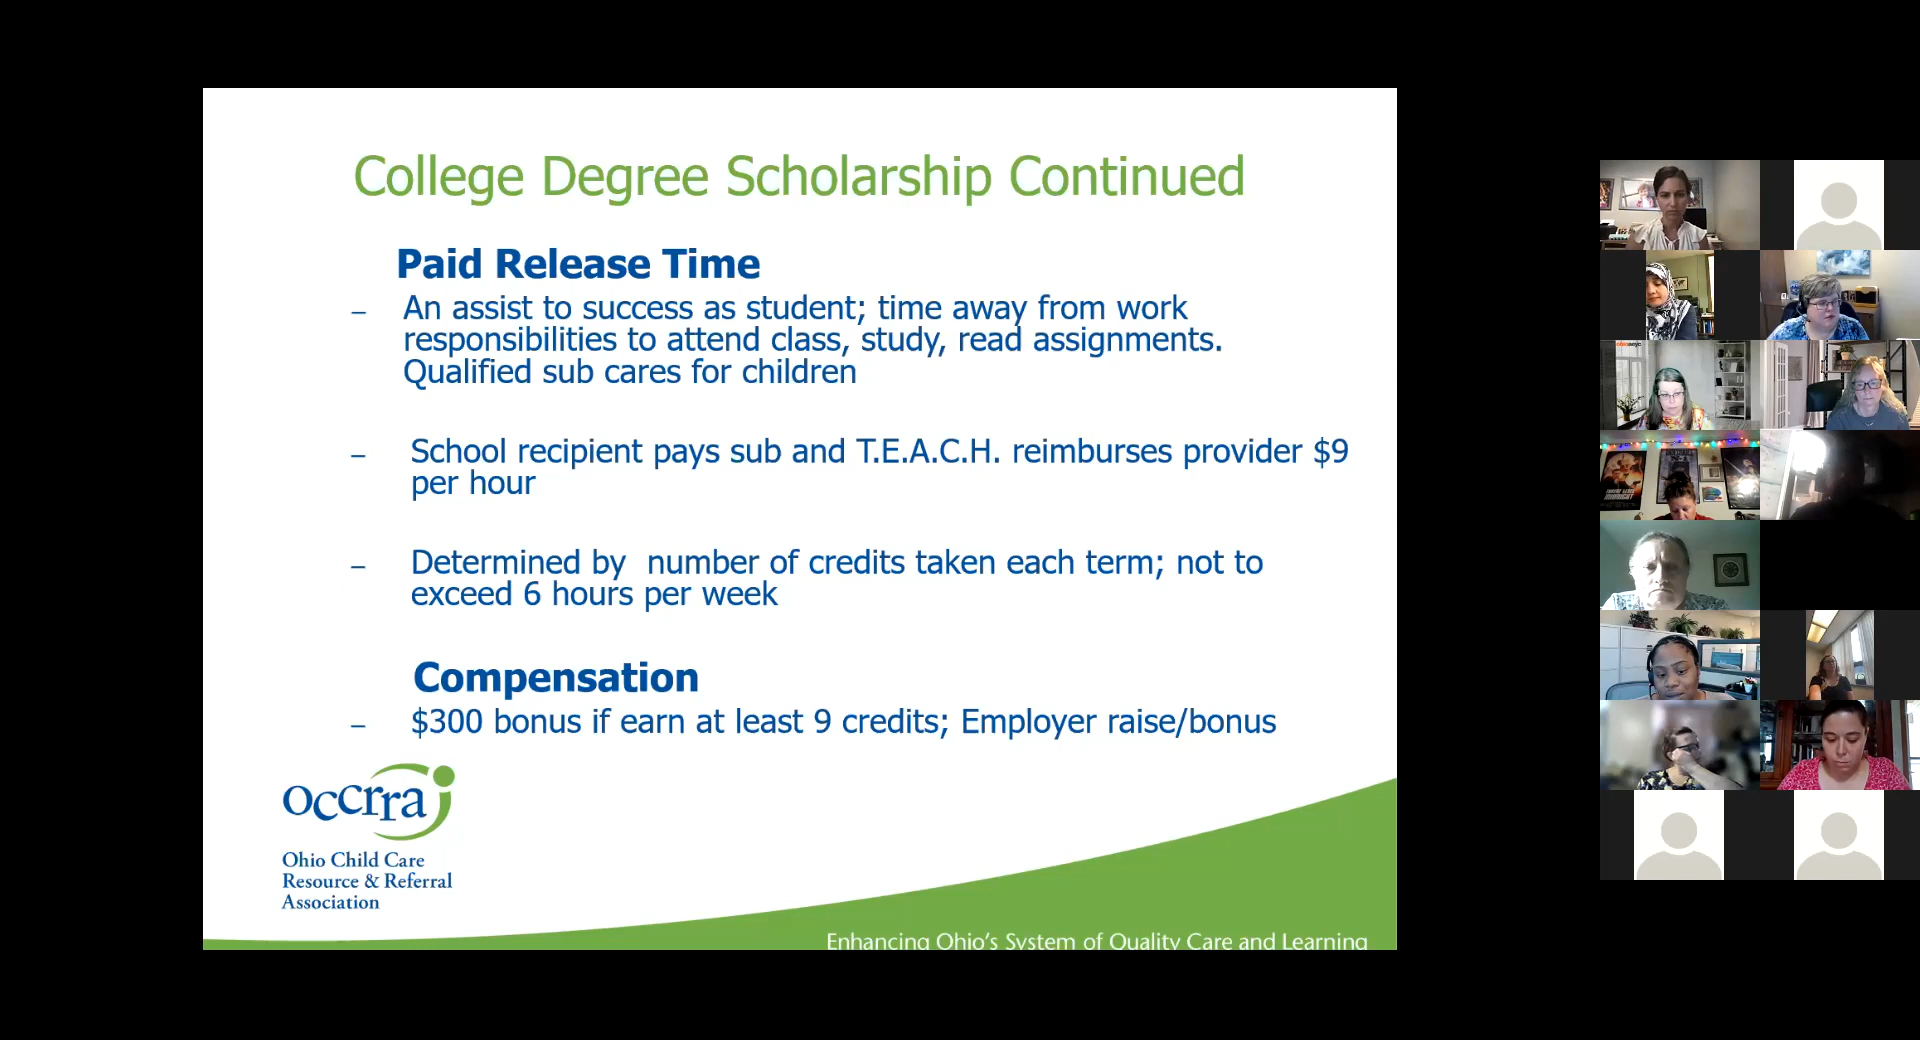 College Degree Scholarship Continued
Paid Release Time
– An assist to success as student; time away from work
responsibilities to attend class, study, read assignments.
Qualified sub cares for children
– School recipient pays sub and T.E.A.C.H. reimburses provider $9
per hour
– Determined by number of credits taken each term; not to
exceed 6 hours per week
Compensation
– $300 bonus if earn at least 9 credits; Employer raise/bonus
occrra
Ohio Child Care
Resource & Referral
Association
Enhancing Ohio's System of Quality Care and Learning